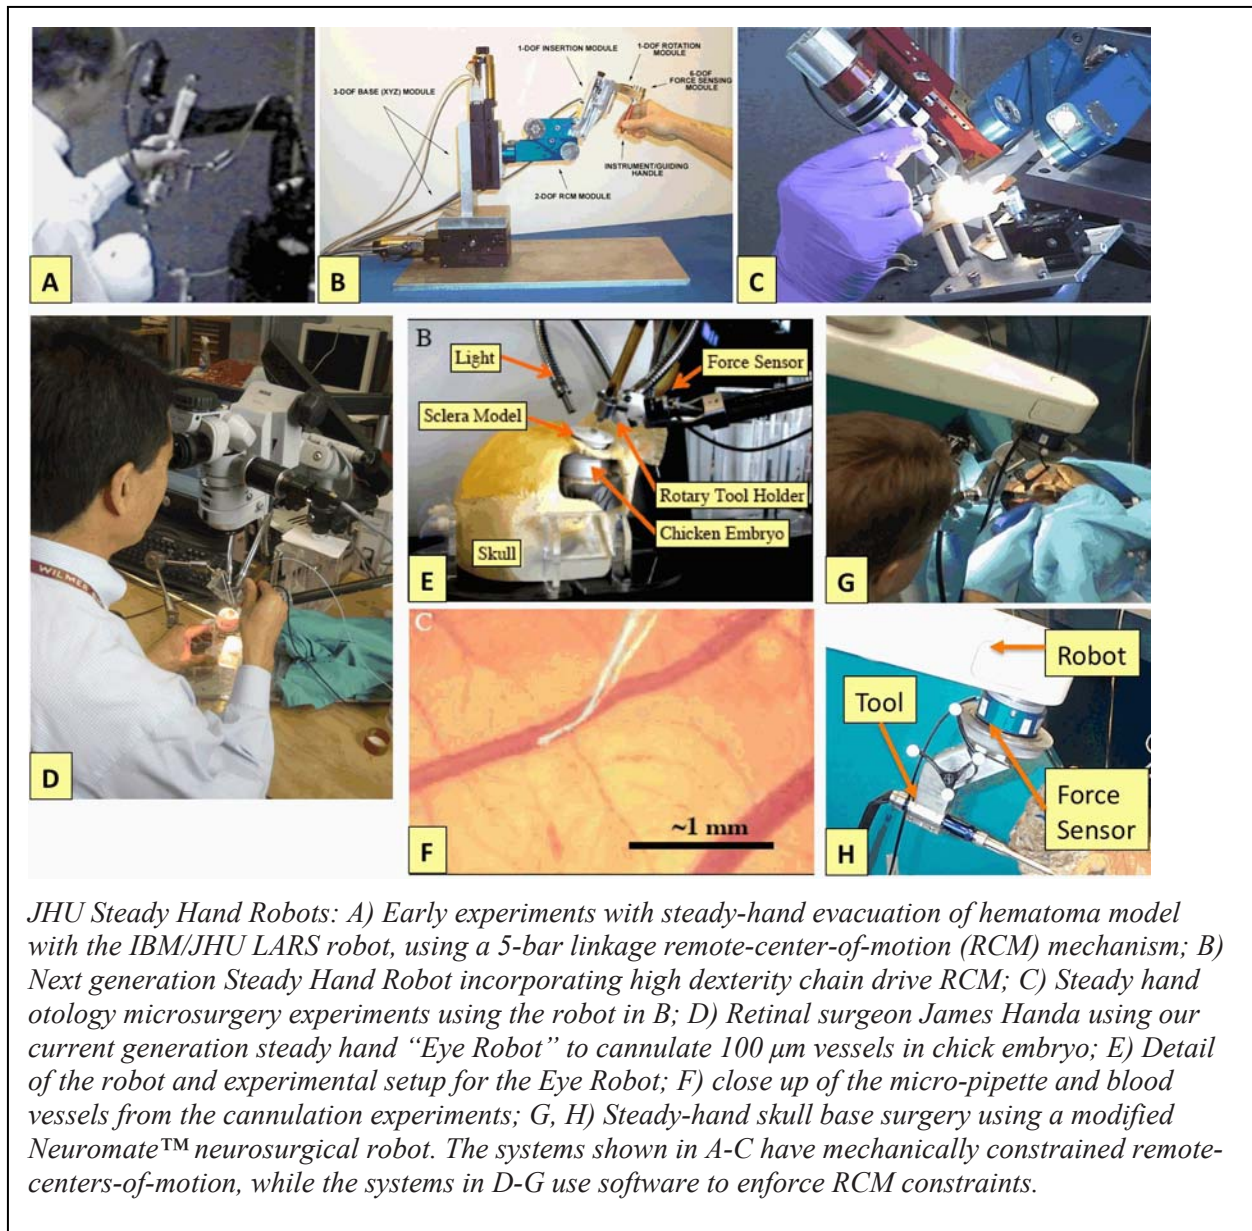 A
1-DOF INSERTION MODULE
1-DOF ROTATION
MODULE
6-DOF
FORCE SENSING
MODULE
3-DOF BASE (XYZ) MODULE
INSTRUMENT/GUIDING
HANDLE
2-DOF RCM MODULE
B
C
WILMER
D
B
Light
Force Sensor
Sclera Model
Rotary Tool Holder
Chicken Embryo
Skull
E
G
C
~1 mm
F
Robot
Tool
Force
Sensor
H
JHU Steady Hand Robots: A) Early experiments with steady-hand evacuation of hematoma model
with the IBM/JHU LARS robot, using a 5-bar linkage remote-center-of-motion (RCM) mechanism; B)
Next generation Steady Hand Robot incorporating high dexterity chain drive RCM; C) Steady hand
otology microsurgery experiments using the robot in B; D) Retinal surgeon James Handa using our
current generation steady hand “Eye Robot” to cannulate 100 μm vessels in chick embryo; E) Detail
of the robot and experimental setup for the Eye Robot; F) close up of the micro-pipette and blood
vessels from the cannulation experiments; G, H) Steady-hand skull base surgery using a modified
Neuromate™ neurosurgical robot. The systems shown in A-C have mechanically constrained remote-
centers-of-motion, while the systems in D-G use software to enforce RCM constraints.